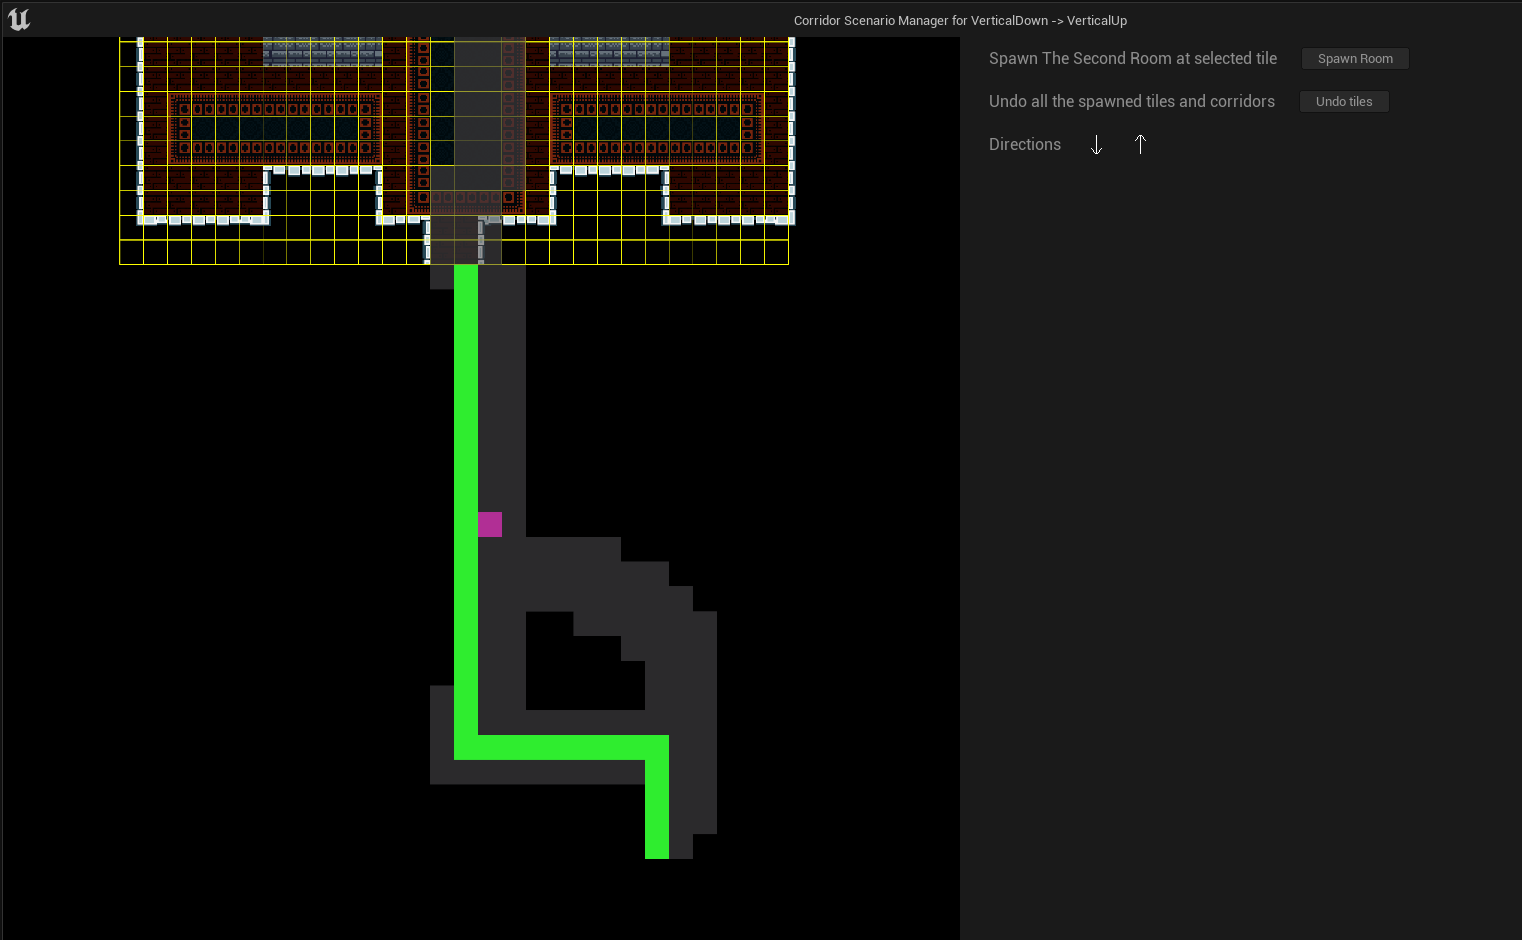 Corridor Scenario Manager for VerticalDown -> VerticalUp
Spawn The Second Room at selected tile
Spawn Room
Undo all the spawned tiles and corridors
Undo tiles
Directions